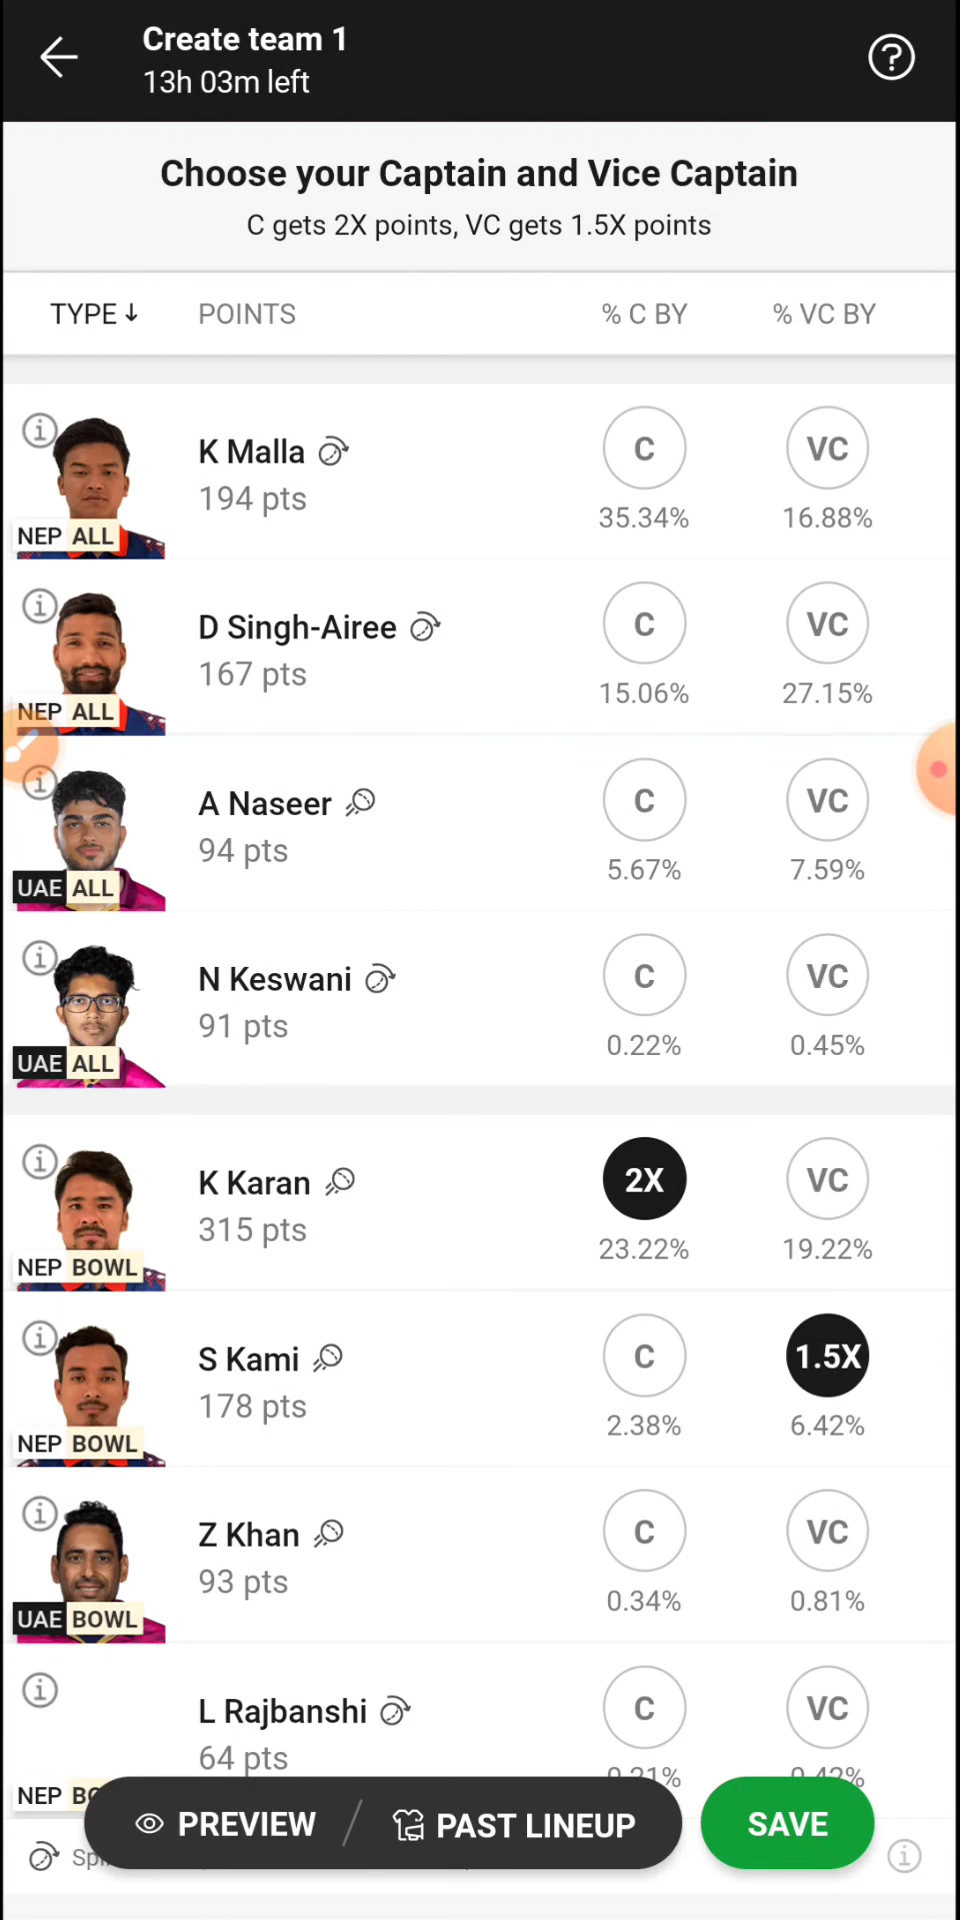 Create team 1
13h 03m left
Choose your Captain and Vice Captain
C gets 2X points, VC gets 1.5X points
TYPE ↓ POINTS % C BY % VC BY
K Malla C VC
194 pts 35.34% 16.88%
NEP ALL
D Singh-Airee C VC
167 pts 15.06% 27.15%
NEP ALL
A Naseer C VC
94 pts 5.67% 7.59%
UAE ALL
N Keswani C VC
91 pts 0.22% 0.45%
UAE ALL
K Karan 2X VC
315 pts 23.22% 19.22%
NEP BOWL
S Kami C 1.5X
178 pts 2.38% 6.42%
NEP BOWL
Z Khan C VC
93 pts 0.34% 0.81%
UAE BOWL
L Rajbanshi C VC
64 pts
NEP
PREVIEW / PAST LINEUP SAVE